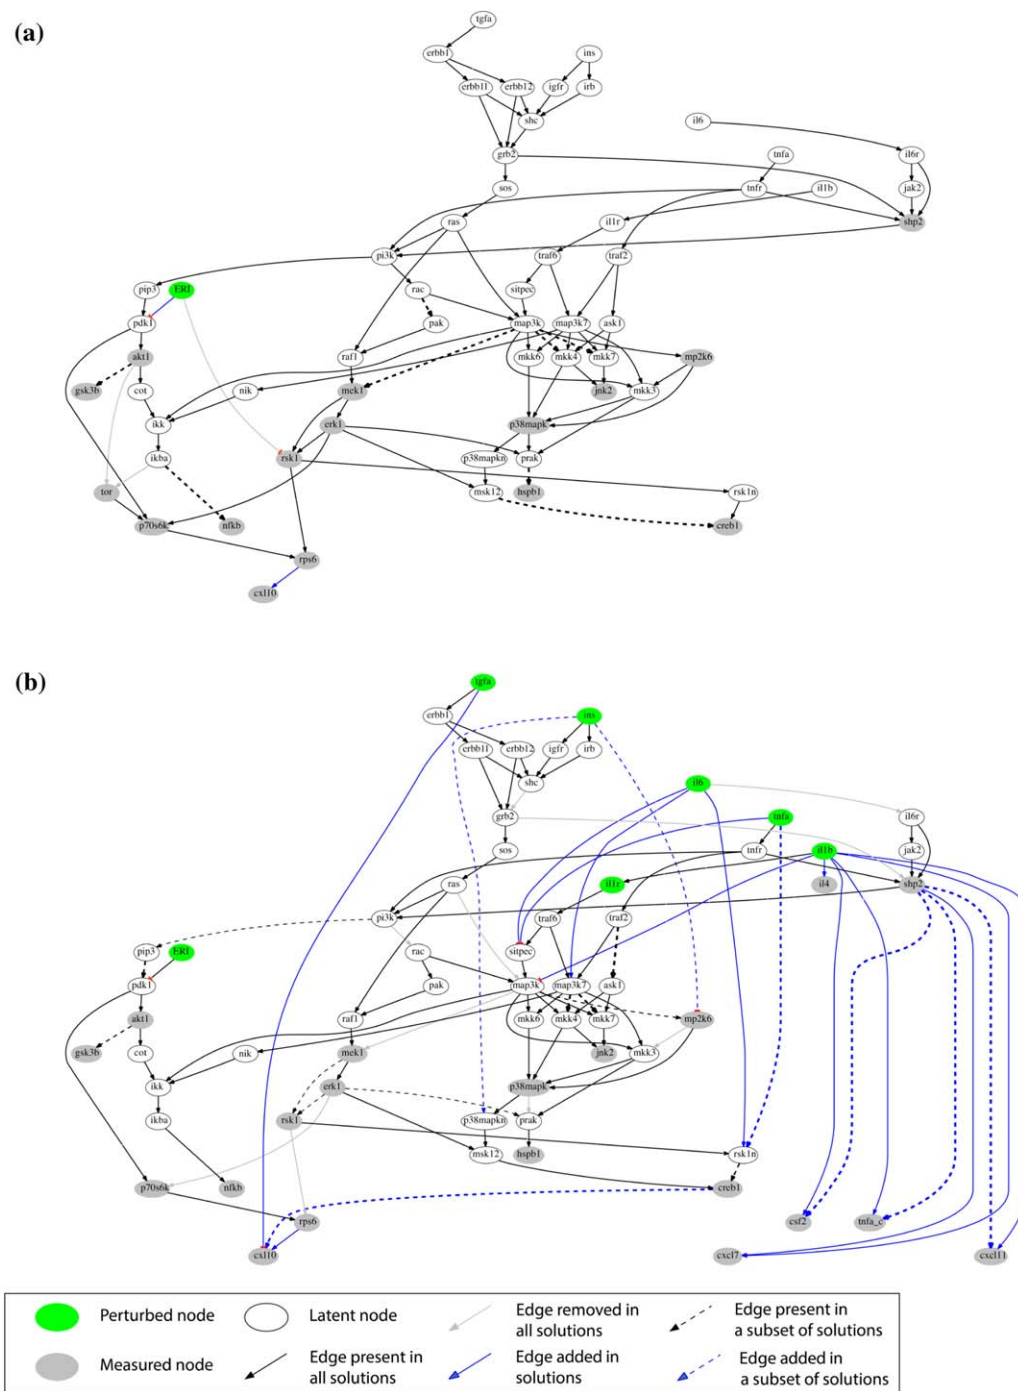 (a)
tgfa
erbb1
ins
erbb11 erbb12 igfr irb
shc
il6
grb2 tnfa il6r
sos tnfr il1b jak2
ras il1r shp2
pi3k traf6 traf2
pip3 ERI rac sitpec
pdk1 pak map3k map3k7 ask1
akt1 raf1 mkk6 mkk4 mkk7 mp2k6
gsk3b cot nik mek1 jnk2 mkk3
ikk erk1 p38mapk
ikba rsk1 p38mapkn prak
tor msk12 hspb1 rsk1n
p70s6k nfkb creb1
rps6
cxl10
(b)
tgfa
erbb1 ins
erbb11 erbb12 igfr irb
shc il6
grb2 tnfa il6r
sos tnfr il1b jak2
ras il1r il4 shp2
pi3k traf6 traf2
pip3 ERI rac sitpec
pdk1 pak map3k map3k7 ask1
akt1 raf1 mkk6 mkk4 mkk7 mp2k6
gsk3b cot nik mek1 jnk2 mkk3
ikk erk1 p38mapk
ikba rsk1 p38mapkn prak
msk12 hspb1 rsk1n
p70s6k nfkb creb1
rps6 csf2 tnfa_c
cxl10 cxcl7 cxcl11
Perturbed node Latent node Edge removed in all solutions Edge present in a subset of solutions
Measured node Edge present in all solutions Edge added in solutions Edge added in a subset of solutions